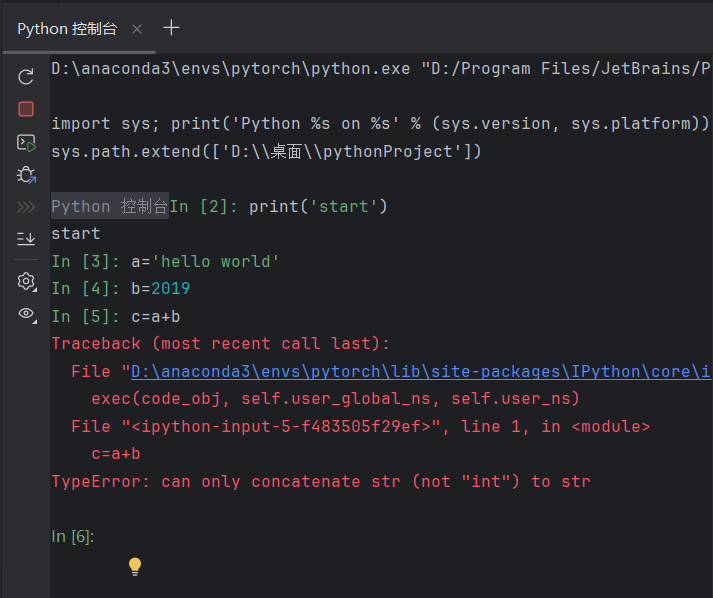 Python 控制台
D:\anaconda3\envs\pytorch\python.exe "D:/Program Files/JetBrains/P
import sys; print('Python %s on %s' % (sys.version, sys.platform))
sys.path.extend(['D:\\桌面\\pythonProject'])
Python 控制台In [2]: print('start')
start
In [3]: a='hello world'
In [4]: b=2019
In [5]: c=a+b
Traceback (most recent call last):
  File "D:\anaconda3\envs\pytorch\lib\site-packages\IPython\core\i
    exec(code_obj, self.user_global_ns, self.user_ns)
  File "<ipython-input-5-f483505f29ef>", line 1, in <module>
    c=a+b
TypeError: can only concatenate str (not "int") to str
In [6]: